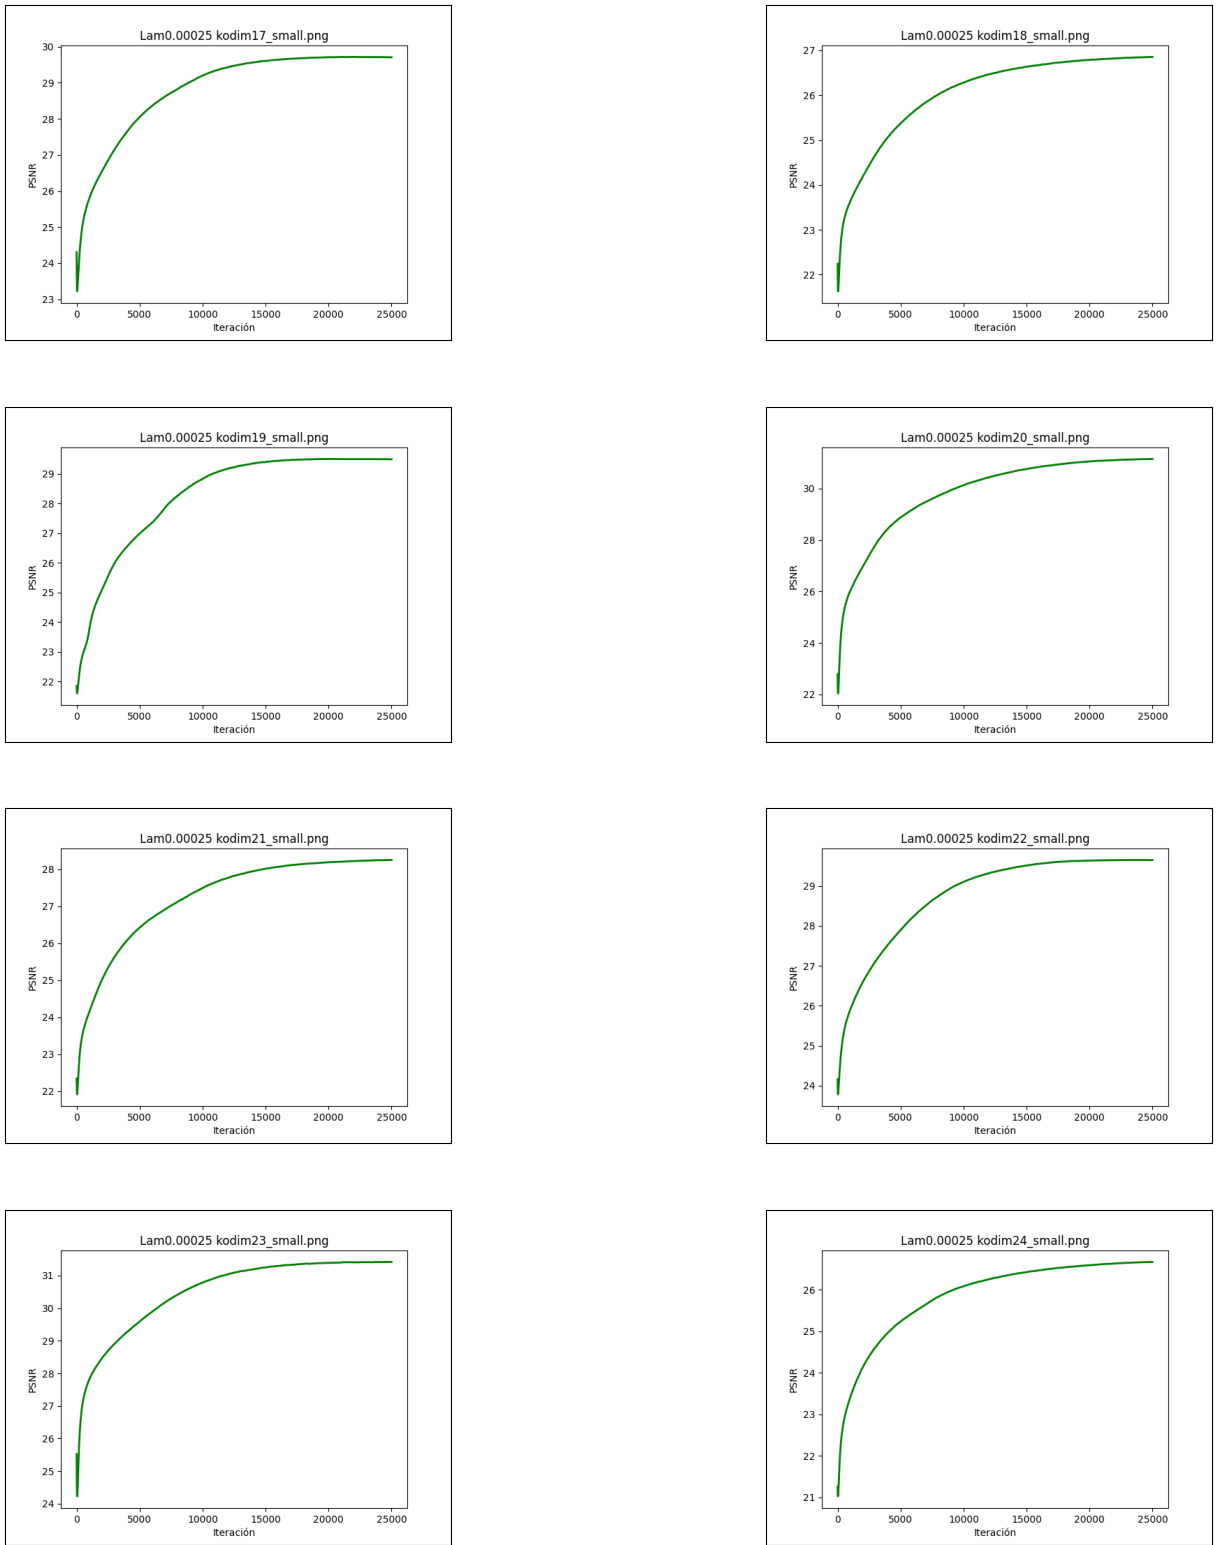 Lam0.00025 kodim17_small.png
30
29
28
27
26
25
24
23
PSNR
0 5000 10000 15000 20000 25000
Iteración
Lam0.00025 kodim18_small.png
27
26
25
24
23
22
PSNR
0 5000 10000 15000 20000 25000
Iteración
Lam0.00025 kodim19_small.png
29
28
27
26
25
24
23
22
PSNR
0 5000 10000 15000 20000 25000
Iteración
Lam0.00025 kodim20_small.png
30
28
26
24
22
PSNR
0 5000 10000 15000 20000 25000
Iteración
Lam0.00025 kodim21_small.png
28
27
26
25
24
23
22
PSNR
0 5000 10000 15000 20000 25000
Iteración
Lam0.00025 kodim22_small.png
29
28
27
26
25
24
PSNR
0 5000 10000 15000 20000 25000
Iteración
Lam0.00025 kodim23_small.png
31
30
29
28
27
26
25
24
PSNR
0 5000 10000 15000 20000 25000
Iteración
Lam0.00025 kodim24_small.png
26
25
24
23
22
21
PSNR
0 5000 10000 15000 20000 25000
Iteración